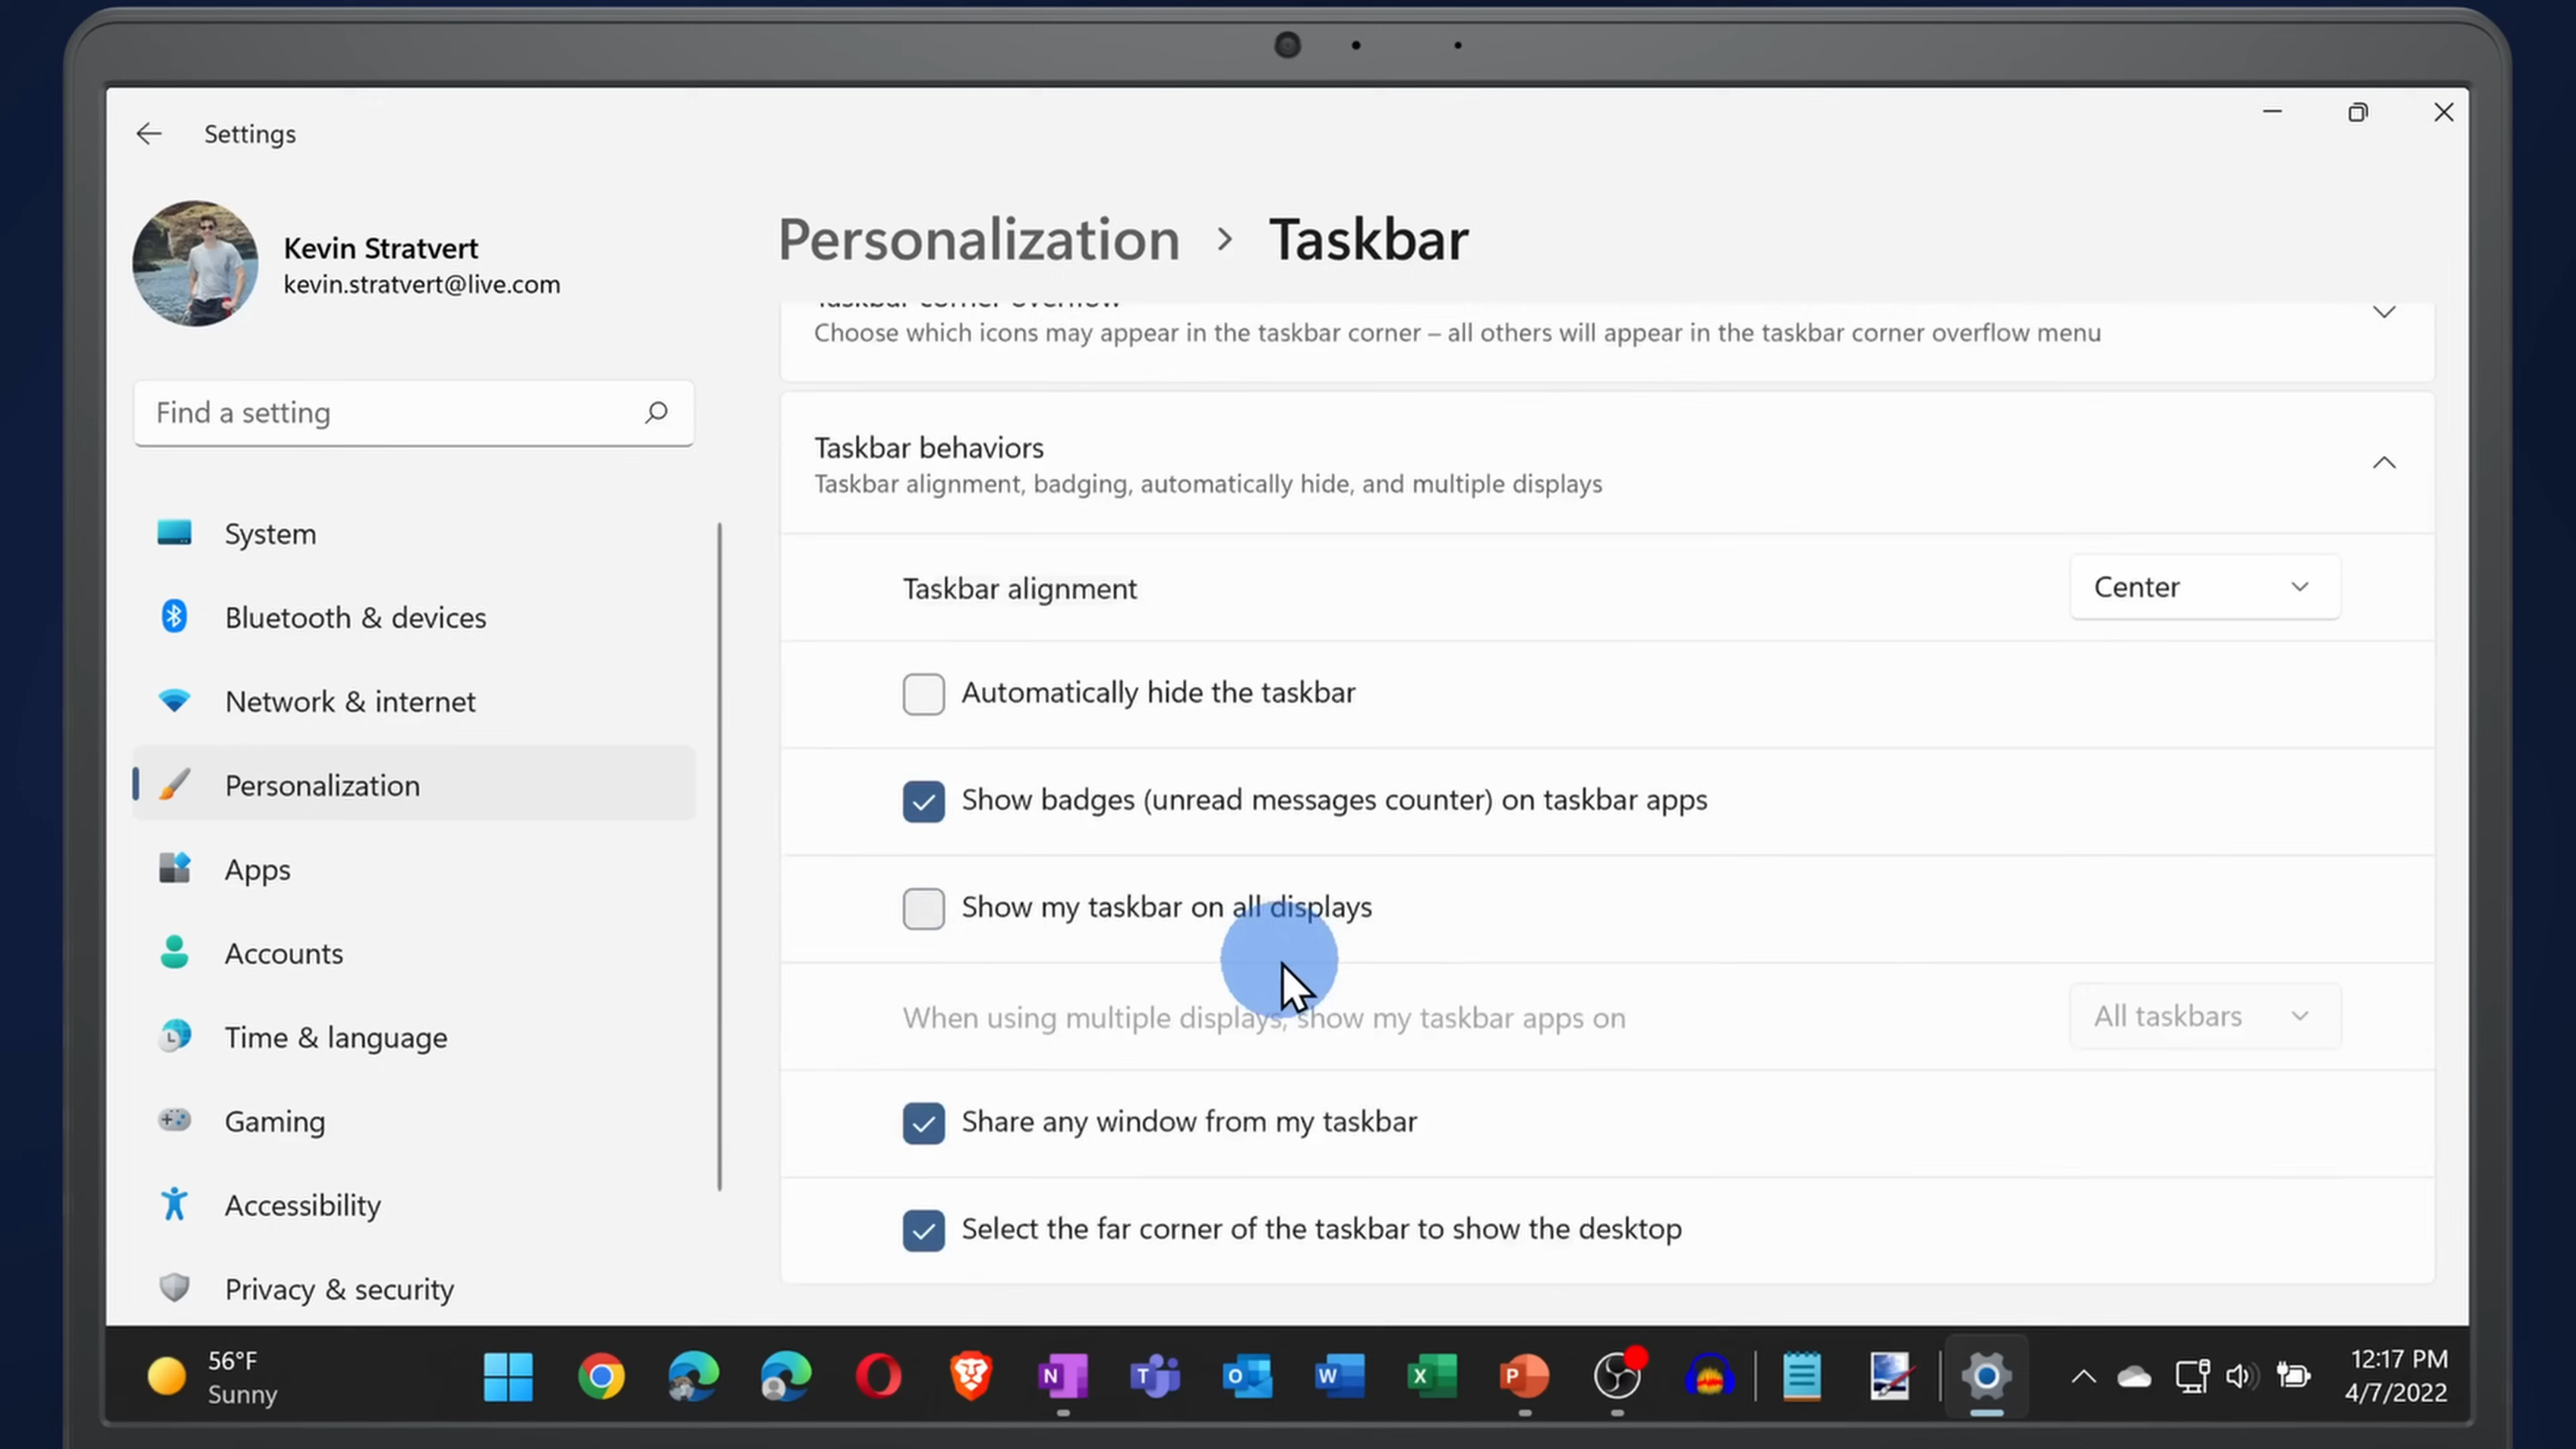 Settings
Kevin Stratvert
kevin.stratvert@live.com
Find a setting
System
Bluetooth & devices
Network & internet
Personalization
Apps
Accounts
Time & language
Gaming
Accessibility
Privacy & security
Personalization > Taskbar
Taskbar corner overflow
Choose which icons may appear in the taskbar corner – all others will appear in the taskbar corner overflow menu
Taskbar behaviors
Taskbar alignment, badging, automatically hide, and multiple displays
Taskbar alignment
Center
Automatically hide the taskbar
Show badges (unread messages counter) on taskbar apps
Show my taskbar on all displays
When using multiple displays, show my taskbar apps on
All taskbars
Share any window from my taskbar
Select the far corner of the taskbar to show the desktop
56°F
Sunny
N
T
O
W
X
P
12:17 PM
4/7/2022